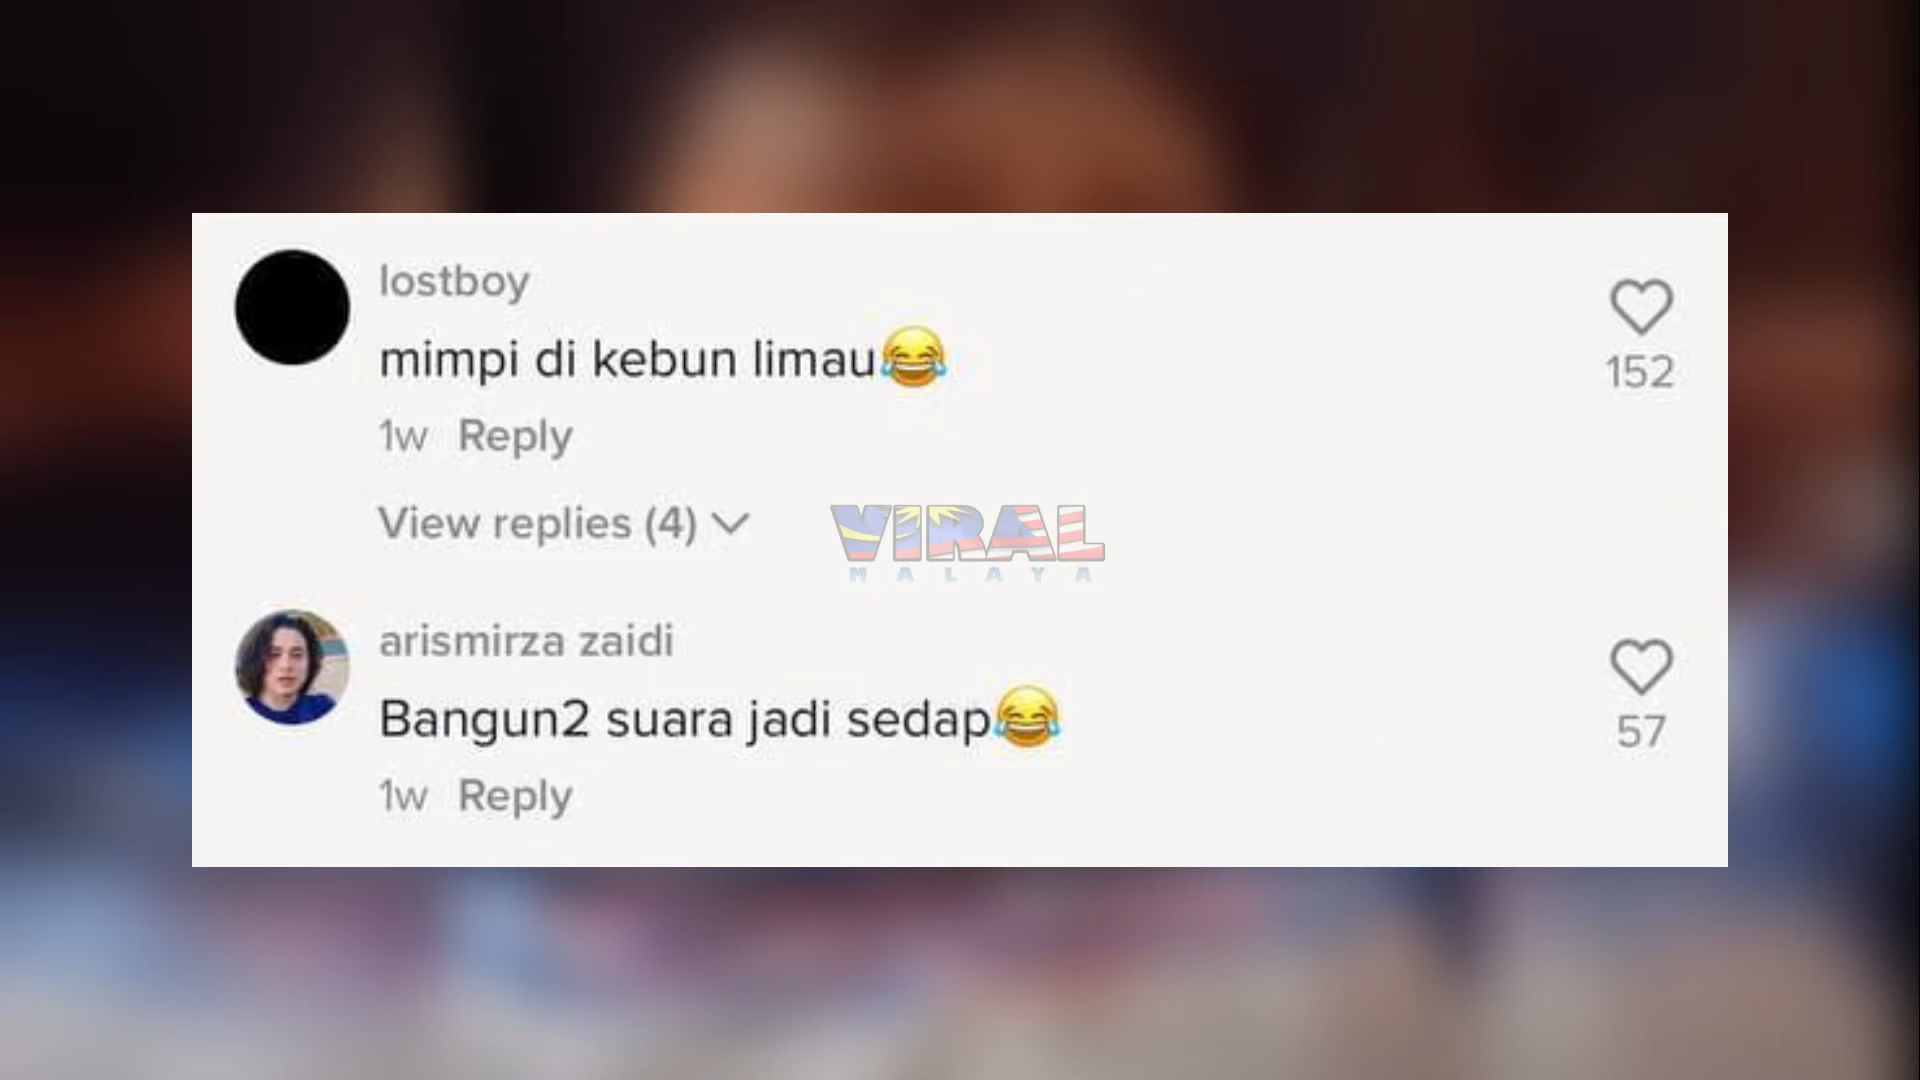 lostboy
mimpi di kebun limau😂
152
1w Reply
View replies (4)
VIRAL
MALAYA
arismirza zaidi
Bangun2 suara jadi sedap😂
57
1w Reply